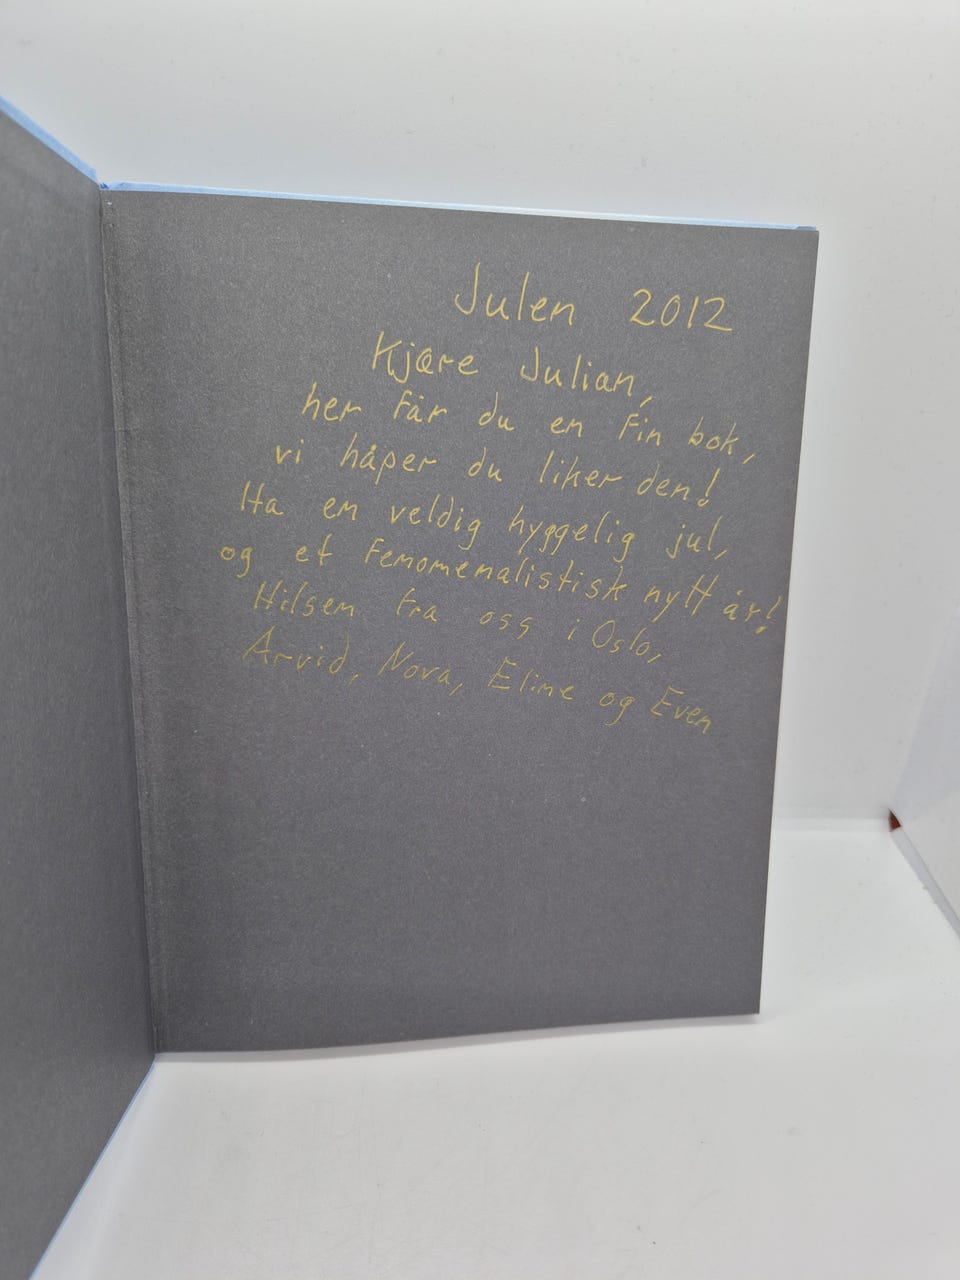 Julen 2012
Kjære Julian,
her får du en fin bok,
vi håper du liker den!
Ha en veldig hyggelig jul,
og et fenomenalistisk nytt år!
Hilsen fra oss i Oslo,
Arvid, Nova, Eline og Even